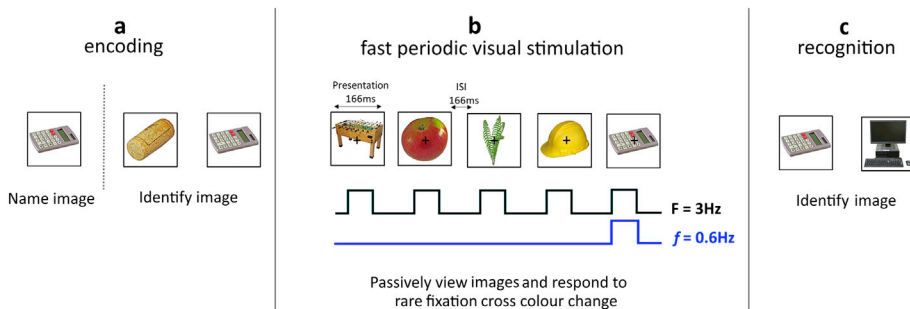 a
encoding
Name image
Identify image
b
fast periodic visual stimulation
Presentation
166ms
ISI
166ms
F = 3Hz
f = 0.6Hz
Passively view images and respond to
rare fixation cross colour change
c
recognition
Identify image